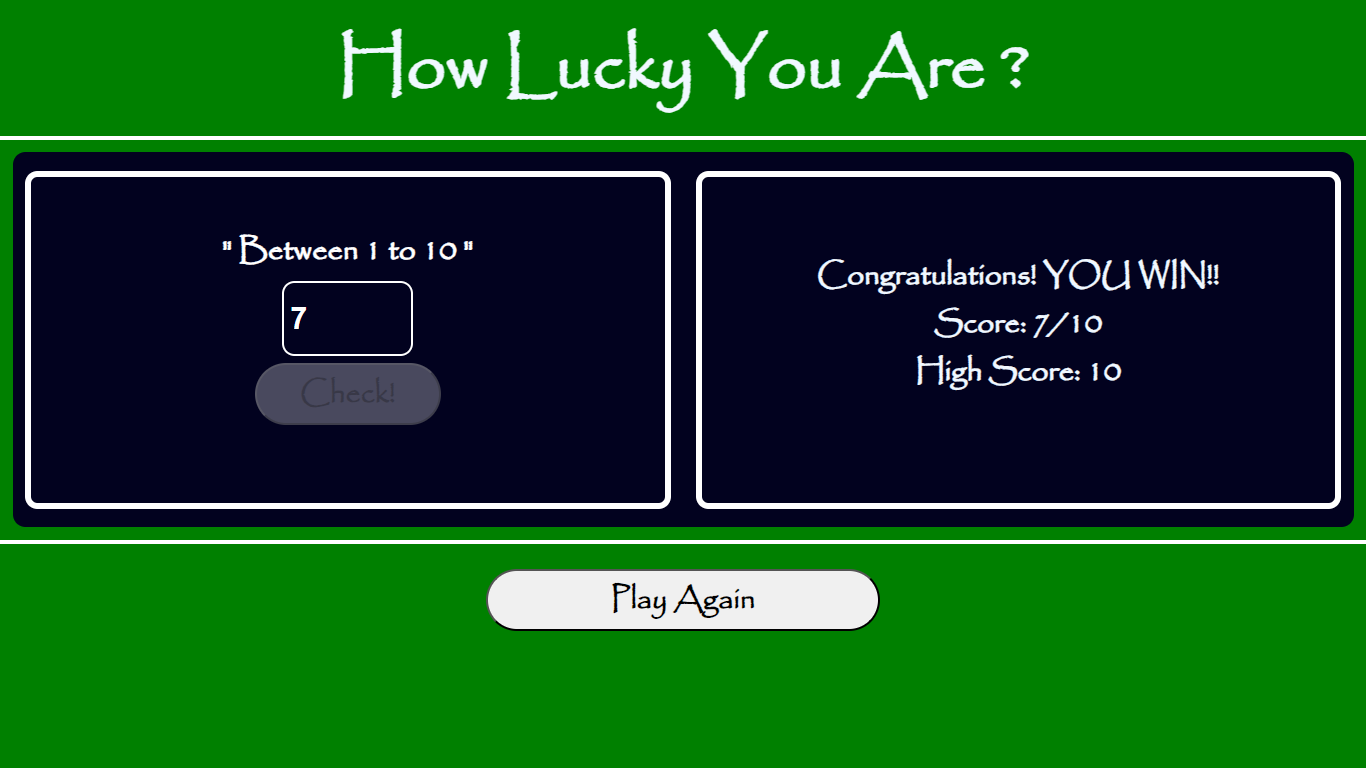 How Lucky You Are ?
" Between 1 to 10 "
7
Check!
Congratulations! YOU WIN!!
Score: 7/10
High Score: 10
Play Again